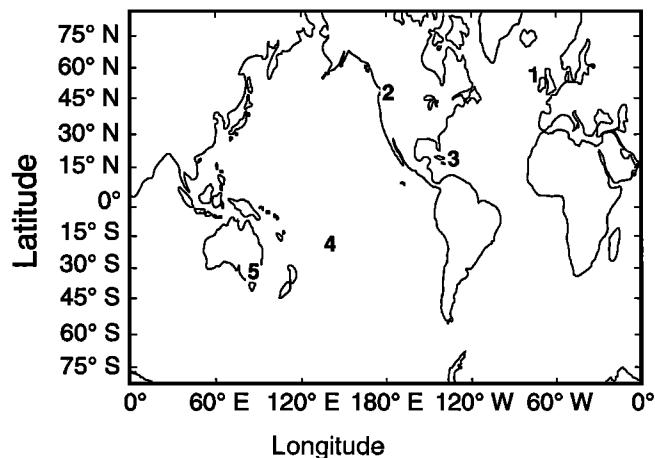 75° N
60° N
45° N
30° N
15° N
0°
15° S
30° S
45° S
60° S
75° S
Latitude
1
2
3
4
5
0° 60° E 120° E 180° E 120° W 60° W 0°
Longitude